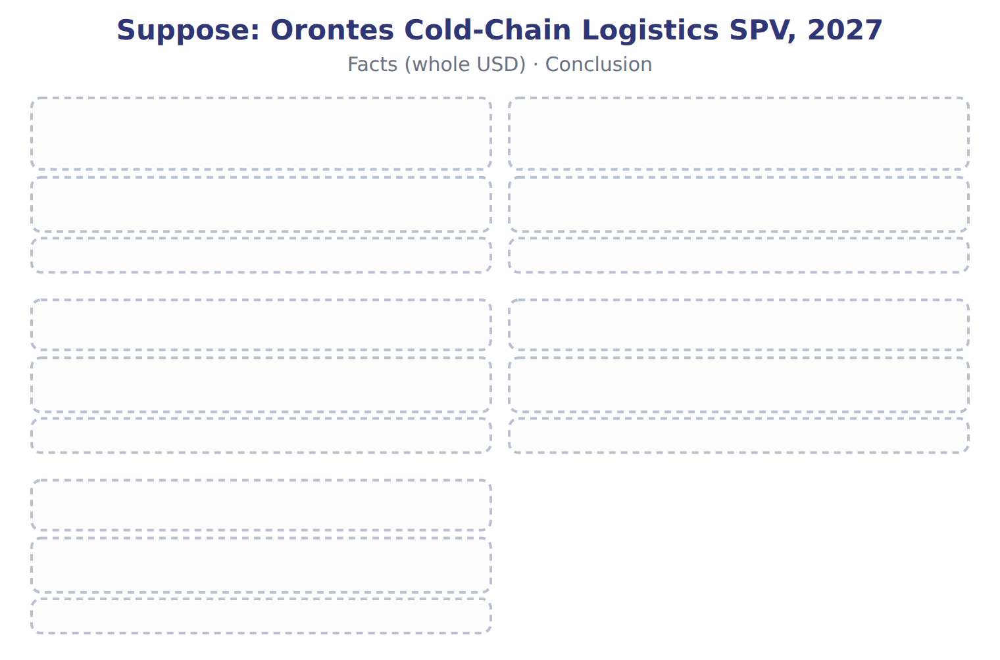 Suppose: Orontes Cold-Chain Logistics SPV, 2027
Facts (whole USD) · Conclusion